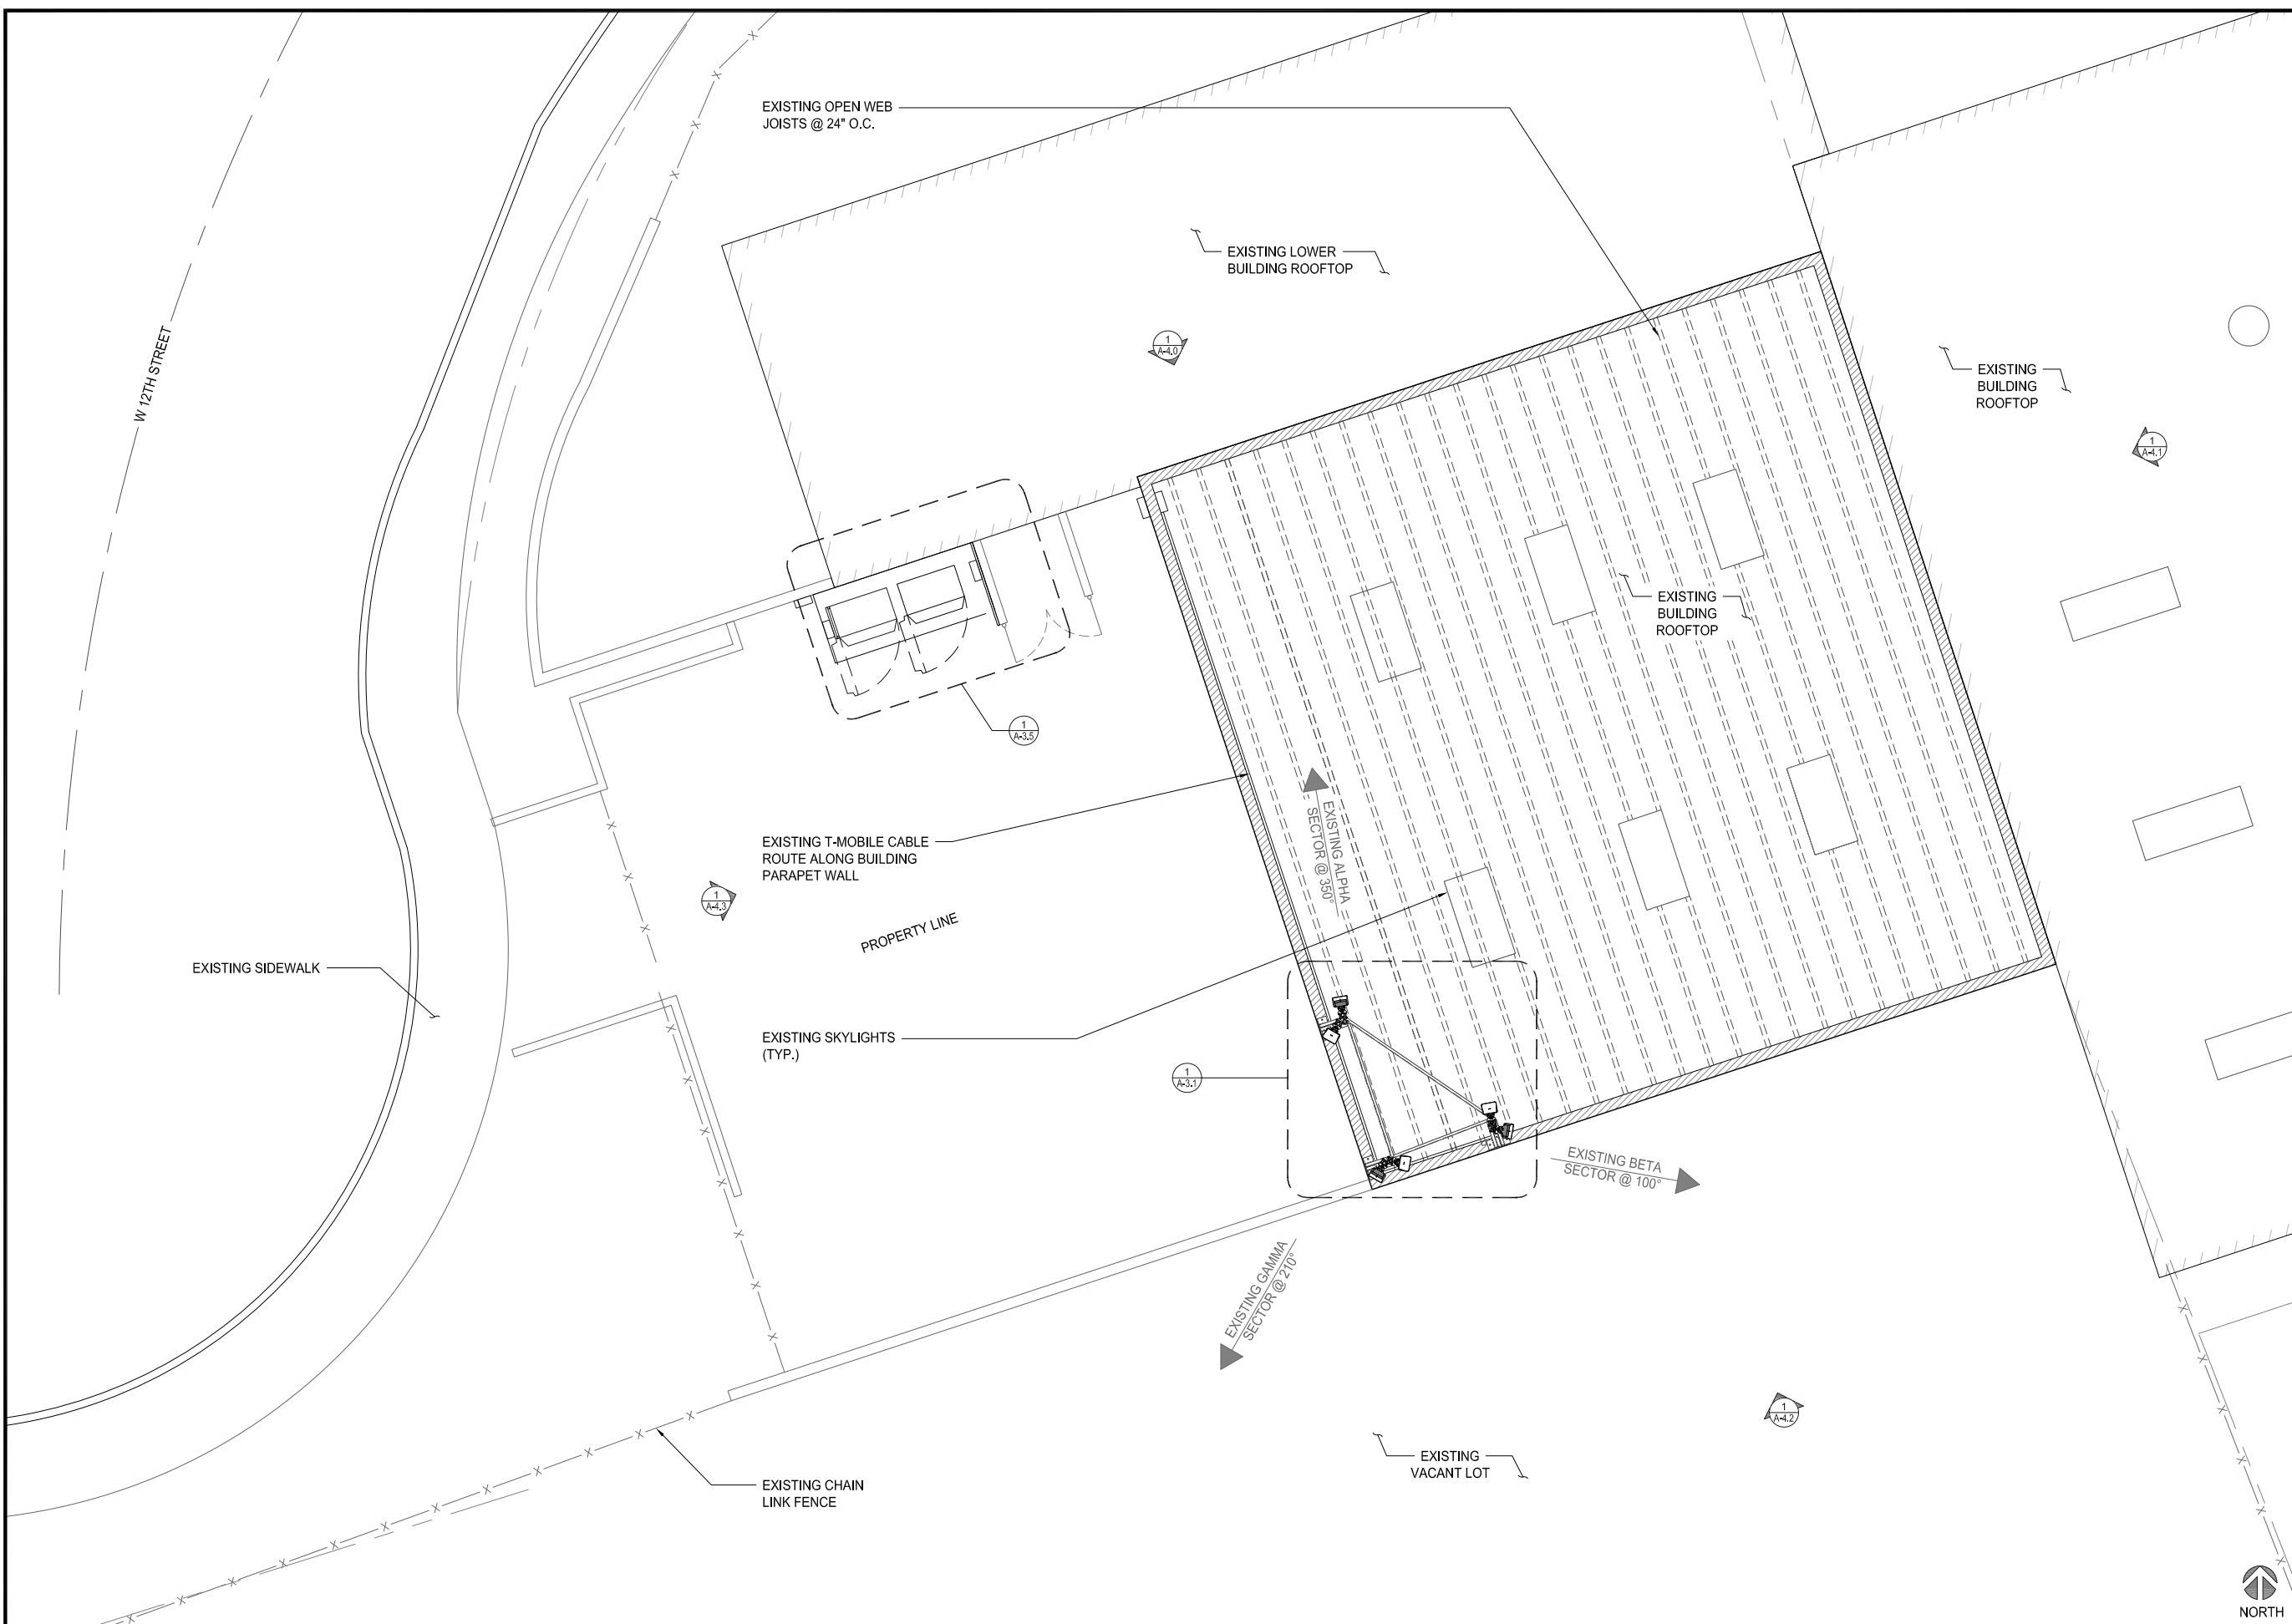 EXISTING OPEN WEB
JOISTS @ 24" O.C.
EXISTING LOWER
BUILDING ROOFTOP
W 12TH STREET
1
A-4.0
EXISTING
BUILDING
ROOFTOP
1
A-4.1
EXISTING
BUILDING
ROOFTOP
1
A-3.5
EXISTING T-MOBILE CABLE
ROUTE ALONG BUILDING
PARAPET WALL
EXISTING ALPHA
SECTOR @ 350°
1
A-4.3
PROPERTY LINE
EXISTING SIDEWALK
EXISTING SKYLIGHTS
(TYP.)
1
A-3.1
EXISTING BETA
SECTOR @ 100°
EXISTING GAMMA
SECTOR @ 210°
1
A-4.2
EXISTING
VACANT LOT
EXISTING CHAIN
LINK FENCE
NORTH